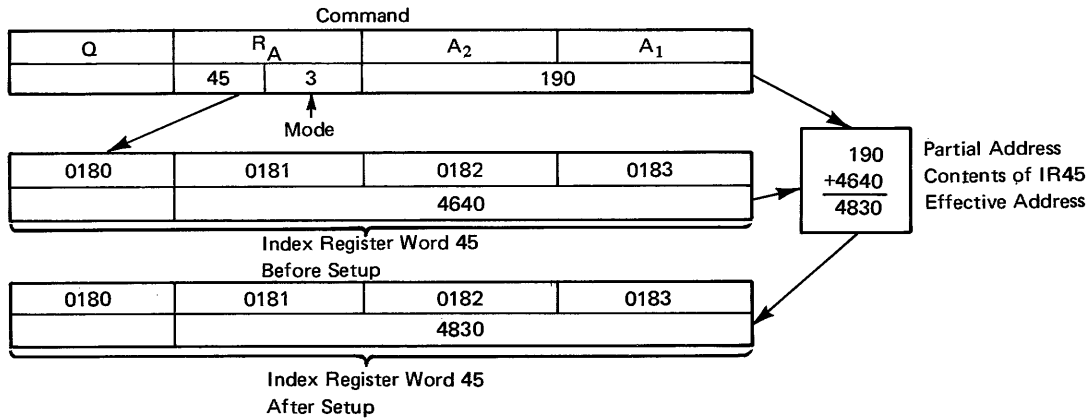 Command
Q RA A2 A1
45 3 190
Mode
0180 0181 0182 0183
4640
Index Register Word 45
Before Setup
190 Partial Address
+4640 Contents of IR45
4830 Effective Address
0180 0181 0182 0183
4830
Index Register Word 45
After Setup